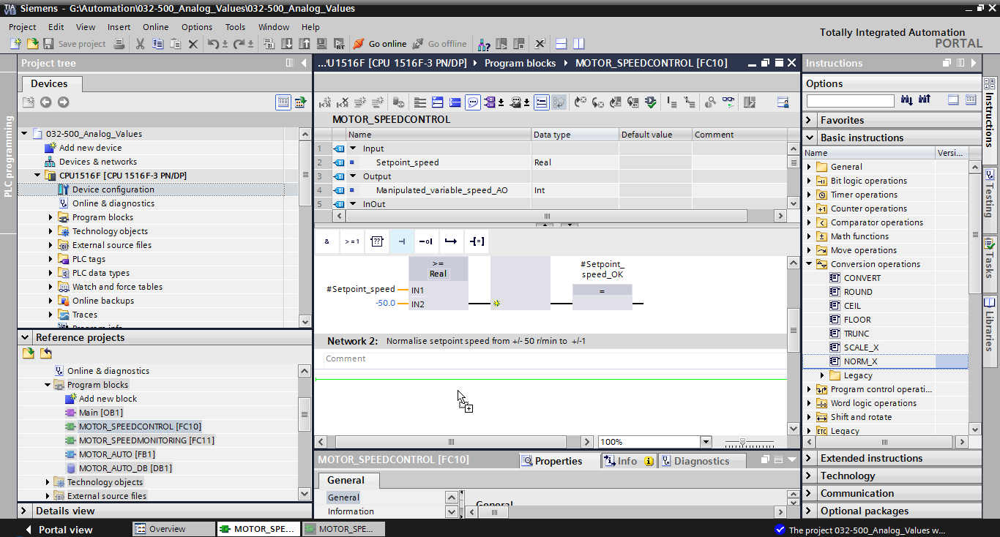 TIA V13 Siemens - G:\Automation\032-500_Analog_Values\032-500_Analog_Values
Project Edit View Insert Online Options Tools Window Help
Totally Integrated Automation
PORTAL
Save project Go online Go offline
PLC programming
Project tree
Devices
032-500_Analog_Values
Add new device
Devices & networks
CPU1516F [CPU 1516F-3 PN/DP]
Device configuration
Online & diagnostics
Program blocks
Technology objects
External source files
PLC tags
PLC data types
Watch and force tables
Online backups
Traces
Program info
Reference projects
Online & diagnostics
Program blocks
Add new block
Main [OB1]
MOTOR_SPEEDCONTROL [FC10]
MOTOR_SPEEDMONITORING [FC11]
MOTOR_AUTO [FB1]
MOTOR_AUTO_DB [DB1]
Technology objects
External source files
Details view
...'U1516F [CPU 1516F-3 PN/DP] Program blocks MOTOR_SPEEDCONTROL [FC10]
MOTOR_SPEEDCONTROL
Name Data type Default value Comment
1 Input
2 Setpoint_speed Real
3 Output
4 Manipulated_variable_speed_AO Int
5 InOut
& >=1 ??
>=
Real
#Setpoint_speed IN1
-50.0 IN2
#Setpoint_
speed_OK
=
Network 2: Normalise setpoint speed from +/- 50 r/min to +/-1
Comment
100%
MOTOR_SPEEDCONTROL [FC10] Properties Info Diagnostics
General
General
Information
General
Instructions
Options
Favorites
Basic instructions
Name Versi...
General
Bit logic operations
Timer operations
Counter operations
Comparator operations
Math functions
Move operations
Conversion operations
CONVERT
ROUND
CEIL
FLOOR
TRUNC
SCALE_X
NORM_X
Legacy
Program control operati...
Word logic operations
Shift and rotate
Legacy
Extended instructions
Technology
Communication
Optional packages
Instructions
Testing
Tasks
Libraries
Portal view Overview MOTOR_SPE... MOTOR_SPE... The project 032-500_Analog_Values w...